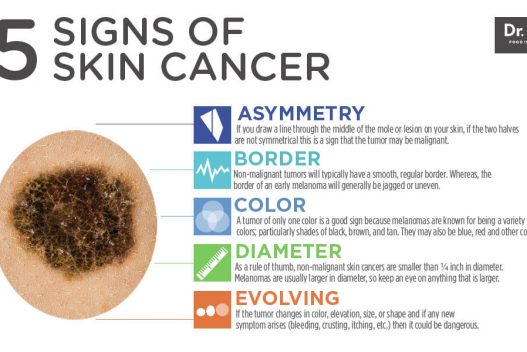 5 SIGNS OF
SKIN CANCER
Dr.
ASYMMETRY
If you draw a line through the middle of the mole or lesion on your skin, if the two halves
are not symmetrical this is a sign that the tumor may be malignant.
BORDER
Non-malignant tumors will typically have a smooth, regular border. Whereas, the
border of an early melanoma will generally be jagged or uneven.
COLOR
A tumor of only one color is a good sign because melanomas are known for being a variety
colors; particularly shades of black, brown, and tan. They may also be blue, red and other co
DIAMETER
As a rule of thumb, non-malignant skin cancers are smaller than ¼ inch in diameter.
Melanomas are usually larger in diameter, so keep an eye on anything that is larger.
EVOLVING
If the tumor changes in color, elevation, size, or shape and if any new
symptom arises (bleeding, crusting, itching, etc.) then it could be dangerous.